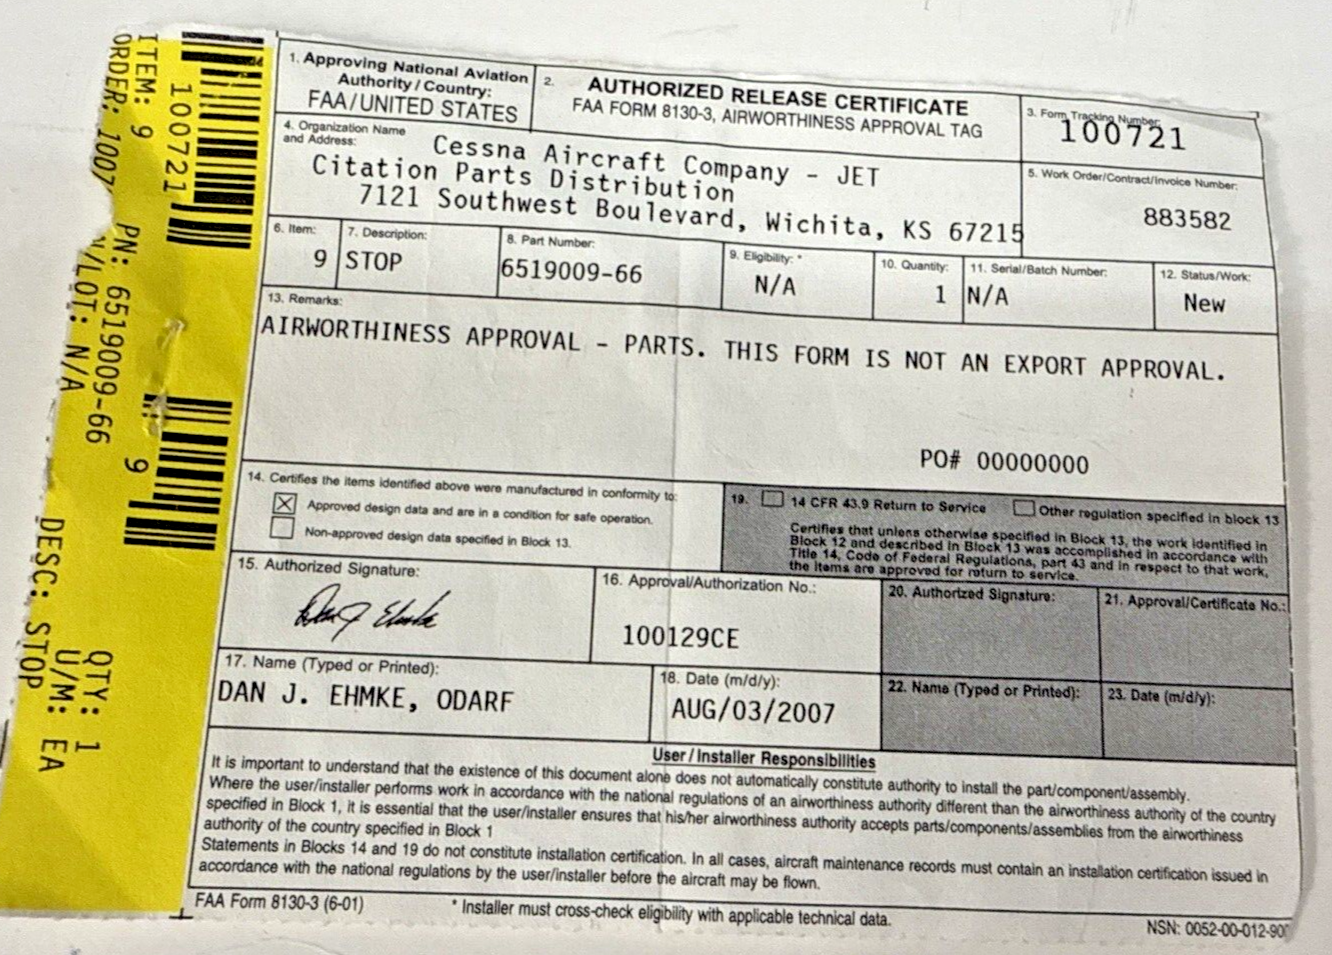 ITEM: 9
ORDER: 1007
100721
PN: 6519009-66
N/LOT: N/A
9
DESC: STOP
QTY: 1
U/M: EA
1. Approving National Aviation
Authority/Country:
FAA/UNITED STATES
2. AUTHORIZED RELEASE CERTIFICATE
FAA FORM 8130-3, AIRWORTHINESS APPROVAL TAG
3. Form Tracking Number:
100721
4. Organization Name
and Address:
Cessna Aircraft Company - JET
Citation Parts Distribution
7121 Southwest Boulevard, Wichita, KS 67215
5. Work Order/Contract/Invoice Number:
883582
6. Item:
9
7. Description:
STOP
8. Part Number:
6519009-66
9. Eligibility: *
N/A
10. Quantity:
1
11. Serial/Batch Number:
N/A
12. Status/Work:
New
13. Remarks:
AIRWORTHINESS APPROVAL - PARTS. THIS FORM IS NOT AN EXPORT APPROVAL.
PO# 00000000
14. Certifies the items identified above were manufactured in conformity to:
Approved design data and are in a condition for safe operation.
Non-approved design data specified in Block 13.
19. 14 CFR 43.9 Return to Service Other regulation specified in block 13
Certifies that unless otherwise specified in Block 13, the work identified in
Block 12 and described in Block 13 was accomplished in accordance with
Title 14, Code of Federal Regulations, part 43 and in respect to that work,
the items are approved for return to service.
15. Authorized Signature:
16. Approval/Authorization No.:
100129CE
20. Authorized Signature:
21. Approval/Certificate No.:
17. Name (Typed or Printed):
DAN J. EHMKE, ODARF
18. Date (m/d/y):
AUG/03/2007
22. Name (Typed or Printed):
23. Date (m/d/y):
User/Installer Responsibilities
It is important to understand that the existence of this document alone does not automatically constitute authority to install the part/component/assembly.
Where the user/installer performs work in accordance with the national regulations of an airworthiness authority different than the airworthiness authority of the country
specified in Block 1, it is essential that the user/installer ensures that his/her airworthiness authority accepts parts/components/assemblies from the airworthiness
authority of the country specified in Block 1
Statements in Blocks 14 and 19 do not constitute installation certification. In all cases, aircraft maintenance records must contain an installation certification issued in
accordance with the national regulations by the user/installer before the aircraft may be flown.
FAA Form 8130-3 (6-01)
* Installer must cross-check eligibility with applicable technical data.
NSN: 0052-00-012-90